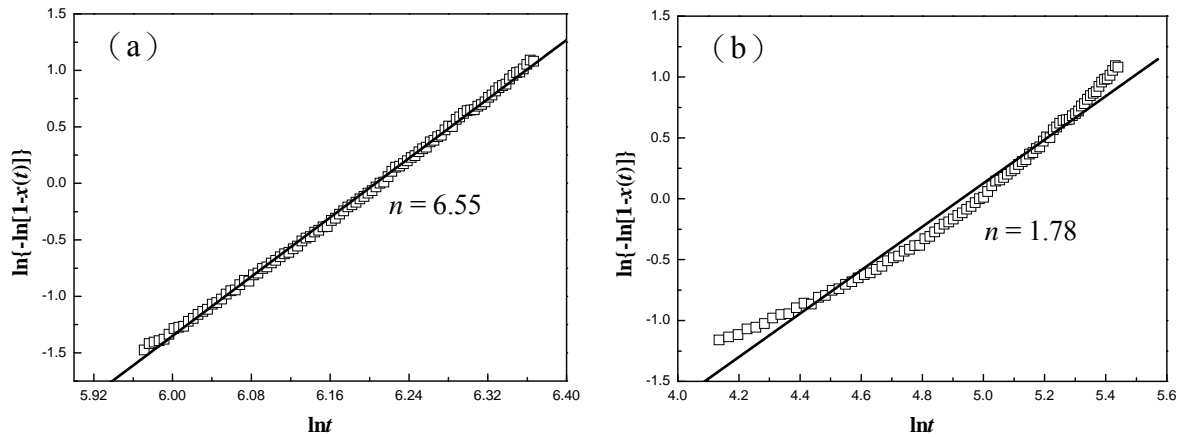 (a)
ln{-ln[1-x(t)]}
1.5
1.0
0.5
0.0
-0.5
-1.0
-1.5
n = 6.55
5.92 6.00 6.08 6.16 6.24 6.32 6.40
lnt
(b)
ln{-ln[1-x(t)]}
1.5
1.0
0.5
0.0
-0.5
-1.0
-1.5
n = 1.78
4.0 4.2 4.4 4.6 4.8 5.0 5.2 5.4 5.6
lnt